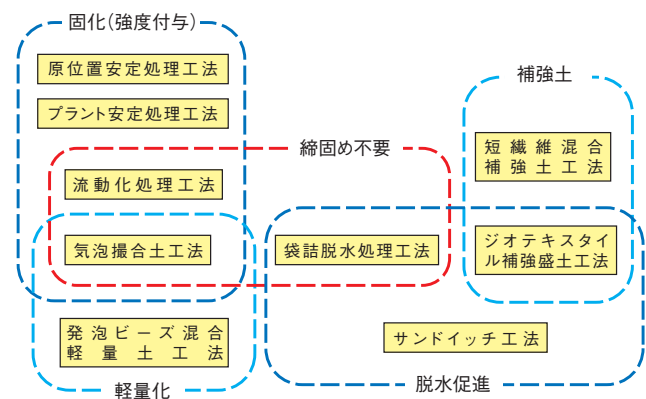 固化(強度付与)
原位置安定処理工法
プラント安定処理工法
補強土
締固め不要
短繊維混合
補強土工法
流動化処理工法
気泡撮合土工法
袋詰脱水処理工法
ジオテキスタイ
ル補強盛土工法
発泡ビーズ混合
軽量土工法
サンドイッチ工法
軽量化
脱水促進